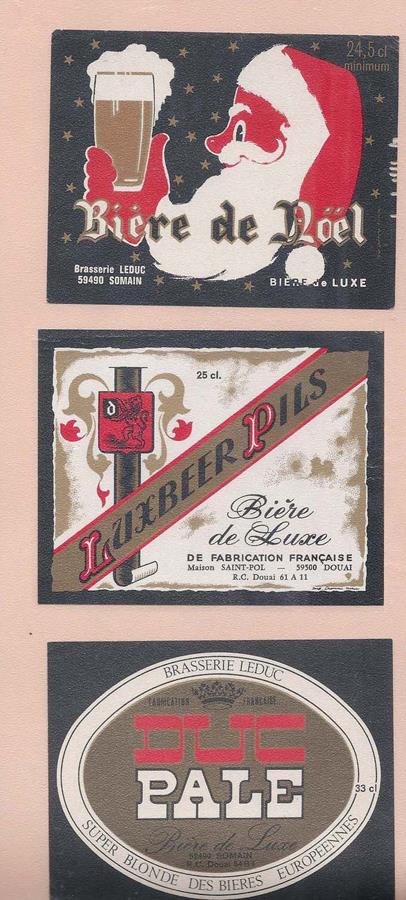 24,5 cl
minimum
Bière de Nöël
Brasserie LEDUC
59490 SOMAIN
BIÈRE de LUXE
25 cl.
d
LUXBEER PILS
Bière
de Luxe
DE FABRICATION FRANÇAISE
Maison SAINT-POL — 59500 DOUAI
R.C. Douai 61 A 11
BRASSERIE LEDUC
FABRICATION FRANÇAISE
DUC
PALE
33 cl
Bière de Luxe
59490 SOMAIN
R.C. Douai
SUPER BLONDE DES BIERES EUROPEENNES